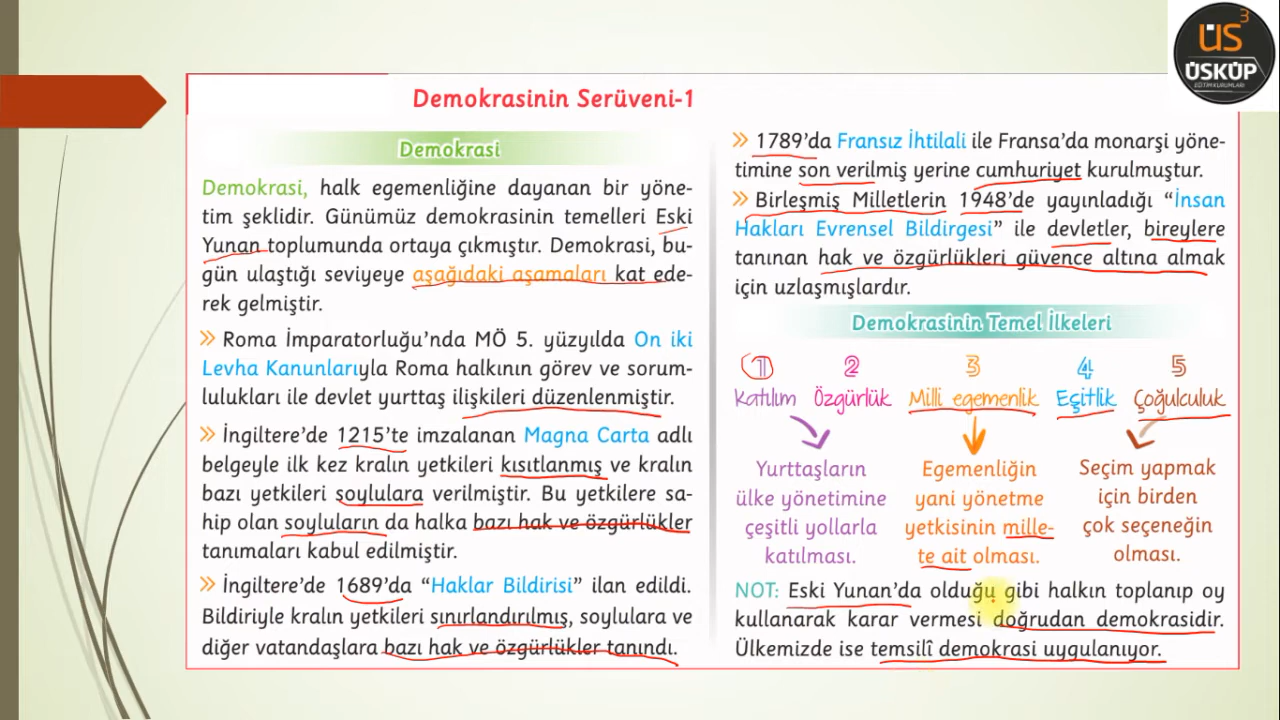 üs3
ÜSKÜP
EĞİTİM KURUMLARI
Demokrasinin Serüveni-1
Demokrasi
Demokrasi, halk egemenliğine dayanan bir yöne-
tim şeklidir. Günümüz demokrasinin temelleri Eski
Yunan toplumunda ortaya çıkmıştır. Demokrasi, bu-
gün ulaştığı seviyeye aşağıdaki aşamaları kat ede-
rek gelmiştir.
» Roma İmparatorluğu’nda MÖ 5. yüzyılda On iki
Levha Kanunlarıyla Roma halkının görev ve sorum-
lulukları ile devlet yurttaş ilişkileri düzenlenmiştir.
» İngiltere’de 1215’te imzalanan Magna Carta adlı
belgeyle ilk kez kralın yetkileri kısıtlanmış ve kralın
bazı yetkileri soylulara verilmiştir. Bu yetkilere sa-
hip olan soyluların da halka bazı hak ve özgürlükler
tanımaları kabul edilmiştir.
» İngiltere’de 1689’da “Haklar Bildirisi” ilan edildi.
Bildiriyle kralın yetkileri sınırlandırılmış, soylulara ve
diğer vatandaşlara bazı hak ve özgürlükler tanındı.
» 1789’da Fransız İhtilali ile Fransa’da monarşi yöne-
timine son verilmiş yerine cumhuriyet kurulmuştur.
» Birleşmiş Milletlerin 1948’de yayınladığı “İnsan
Hakları Evrensel Bildirgesi” ile devletler, bireylere
tanınan hak ve özgürlükleri güvence altına almak
için uzlaşmışlardır.
Demokrasinin Temel İlkeleri
1 2 3 4 5
Katılım Özgürlük Milli egemenlik Eşitlik Çoğulculuk
Yurttaşların
ülke yönetimine
çeşitli yollarla
katılması.
Egemenliğin
yani yönetme
yetkisinin mille-
te ait olması.
Seçim yapmak
için birden
çok seçeneğin
olması.
NOT: Eski Yunan’da olduğu gibi halkın toplanıp oy
kullanarak karar vermesi doğrudan demokrasidir.
Ülkemizde ise temsilî demokrasi uygulanıyor.